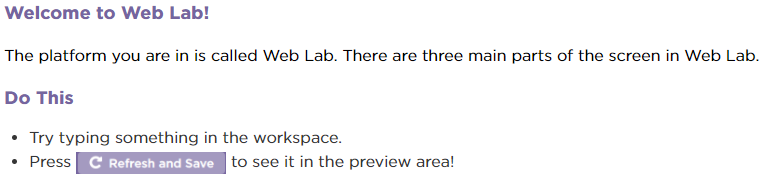 Welcome to Web Lab!
The platform you are in is called Web Lab. There are three main parts of the screen in Web Lab.
Do This
• Try typing something in the workspace.
• Press Refresh and Save to see it in the preview area!